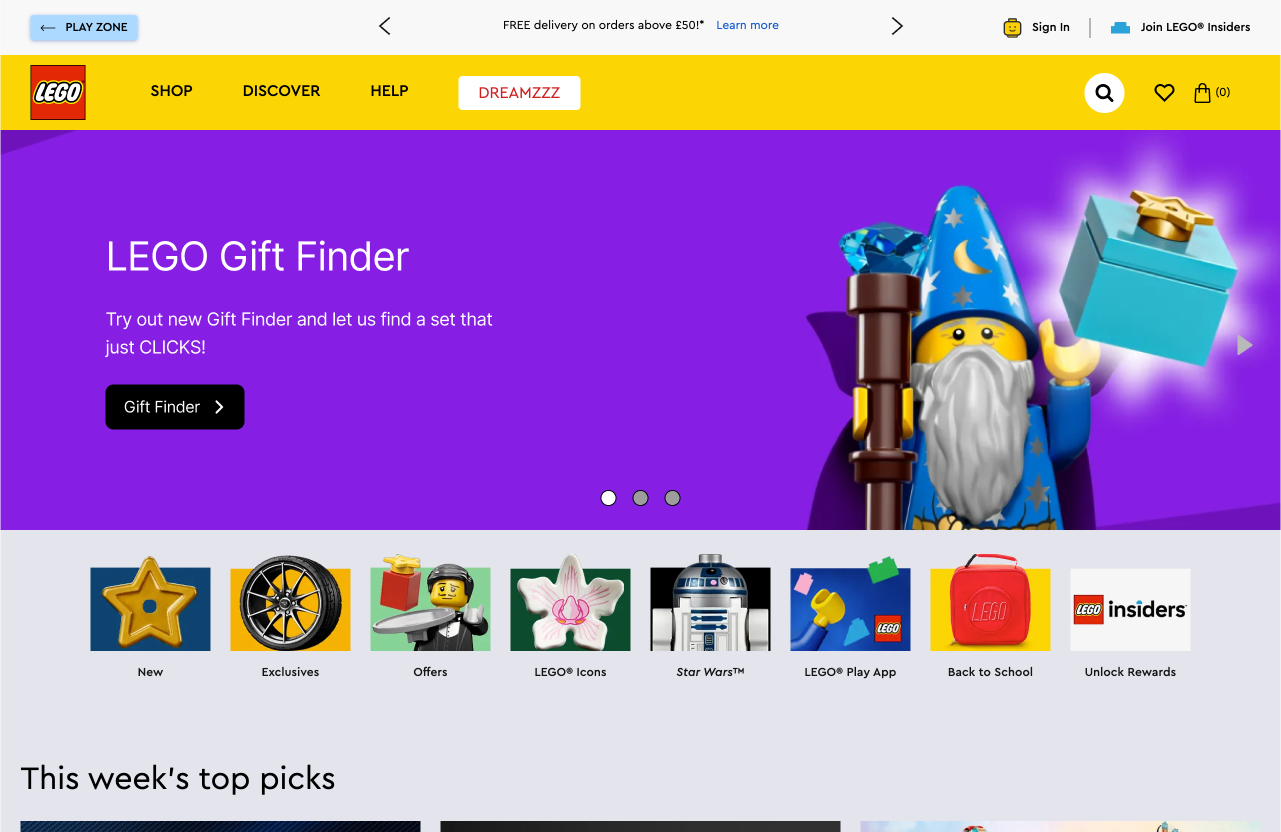 PLAY ZONE
FREE delivery on orders above £50!*
Learn more
Sign In
Join LEGO® Insiders
LEGO
SHOP
DISCOVER
HELP
DREAMZZZ
(0)
LEGO Gift Finder
Try out new Gift Finder and let us find a set that
just CLICKS!
Gift Finder
LEGO
LEGO
LEGO insiders
New
Exclusives
Offers
LEGO® Icons
Star Wars™
LEGO® Play App
Back to School
Unlock Rewards
This week's top picks